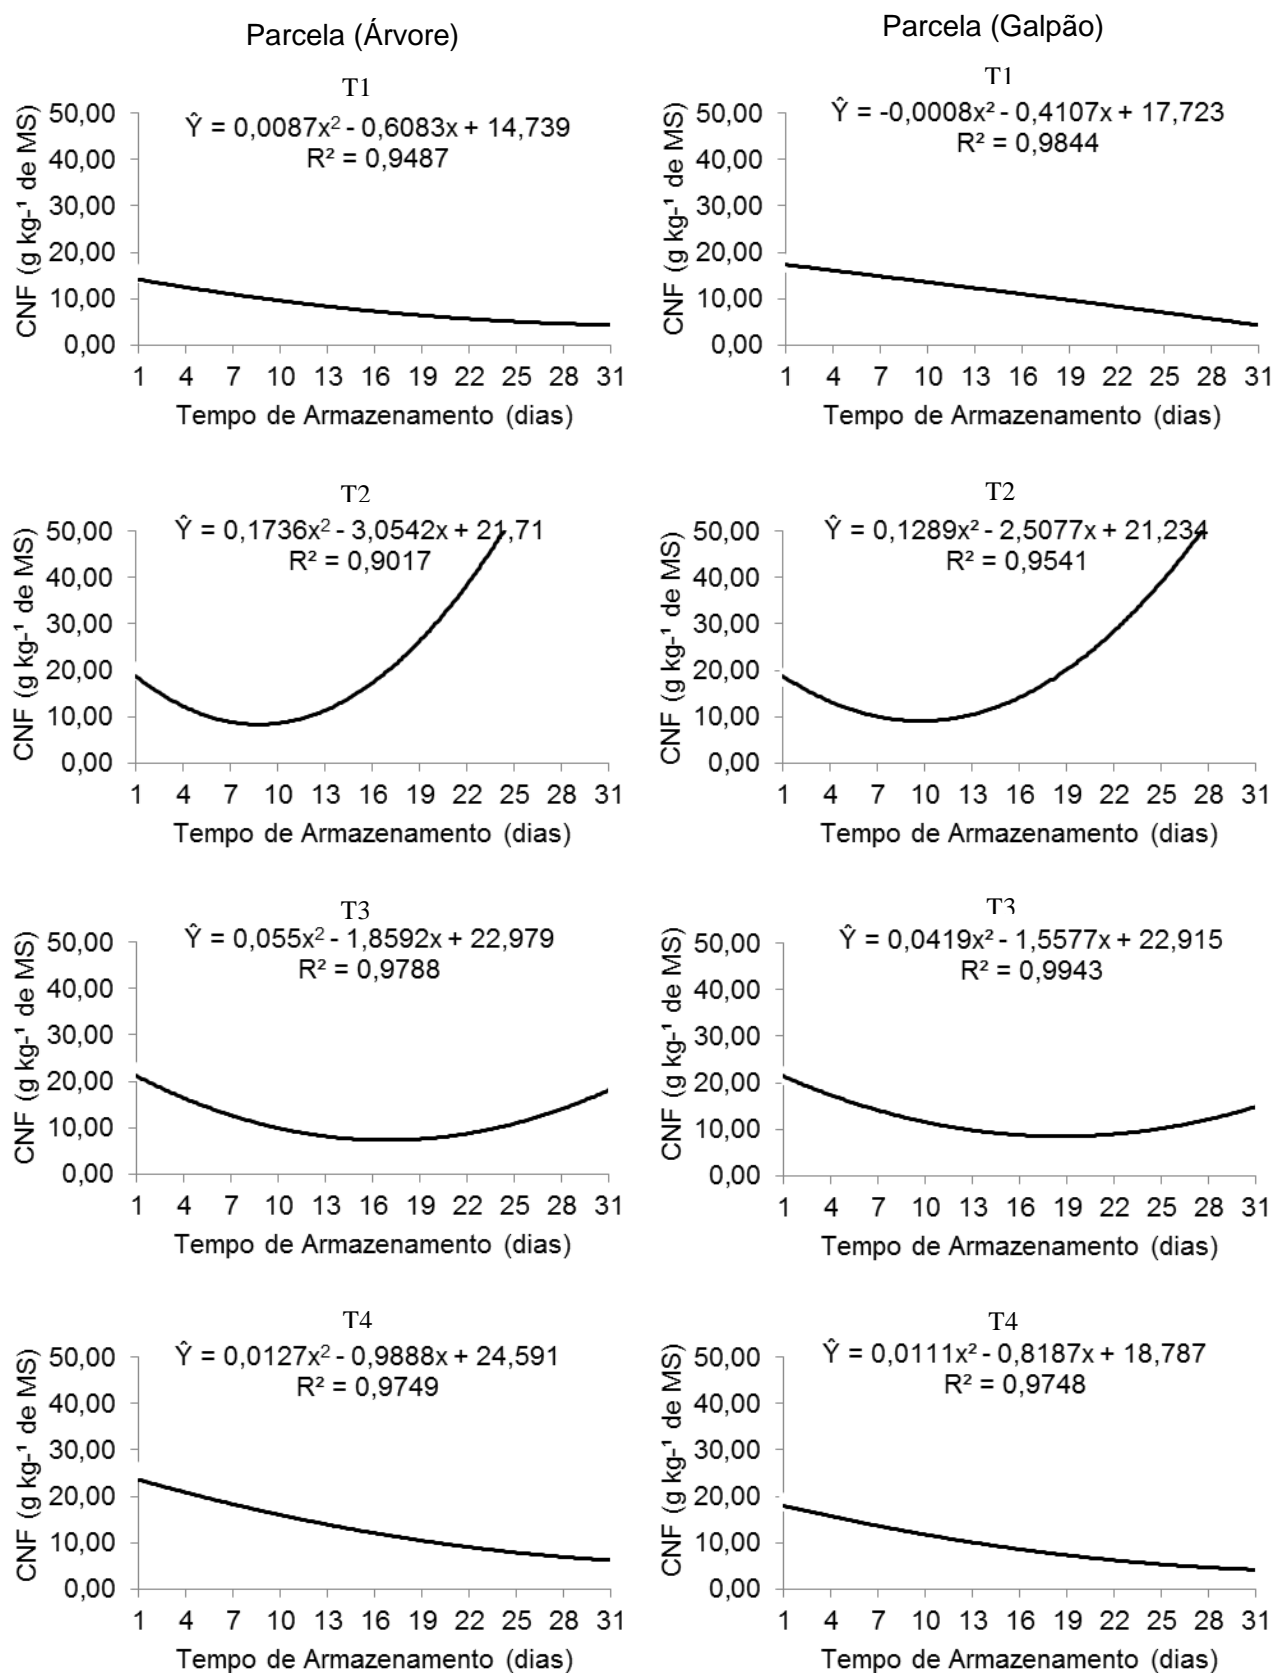 Parcela (Árvore)
Parcela (Galpão)
T1
Ŷ = 0,0087x² - 0,6083x + 14,739
R² = 0,9487
CNF (g kg-¹ de MS)
50,00
40,00
30,00
20,00
10,00
0,00
1 4 7 10 13 16 19 22 25 28 31
Tempo de Armazenamento (dias)
T1
Ŷ = -0,0008x² - 0,4107x + 17,723
R² = 0,9844
CNF (g kg-¹ de MS)
50,00
40,00
30,00
20,00
10,00
0,00
1 4 7 10 13 16 19 22 25 28 31
Tempo de Armazenamento (dias)
T2
Ŷ = 0,1736x² - 3,0542x + 21,71
R² = 0,9017
CNF (g kg-¹ de MS)
50,00
40,00
30,00
20,00
10,00
0,00
1 4 7 10 13 16 19 22 25 28 31
Tempo de Armazenamento (dias)
T2
Ŷ = 0,1289x² - 2,5077x + 21,234
R² = 0,9541
CNF (g kg-¹ de MS)
50,00
40,00
30,00
20,00
10,00
0,00
1 4 7 10 13 16 19 22 25 28 31
Tempo de Armazenamento (dias)
T3
Ŷ = 0,055x² - 1,8592x + 22,979
R² = 0,9788
CNF (g kg-¹ de MS)
50,00
40,00
30,00
20,00
10,00
0,00
1 4 7 10 13 16 19 22 25 28 31
Tempo de Armazenamento (dias)
T3
Ŷ = 0,0419x² - 1,5577x + 22,915
R² = 0,9943
CNF (g kg-¹ de MS)
50,00
40,00
30,00
20,00
10,00
0,00
1 4 7 10 13 16 19 22 25 28 31
Tempo de Armazenamento (dias)
T4
Ŷ = 0,0127x² - 0,9888x + 24,591
R² = 0,9749
CNF (g kg-¹ de MS)
50,00
40,00
30,00
20,00
10,00
0,00
1 4 7 10 13 16 19 22 25 28 31
Tempo de Armazenamento (dias)
T4
Ŷ = 0,0111x² - 0,8187x + 18,787
R² = 0,9748
CNF (g kg-¹ de MS)
50,00
40,00
30,00
20,00
10,00
0,00
1 4 7 10 13 16 19 22 25 28 31
Tempo de Armazenamento (dias)